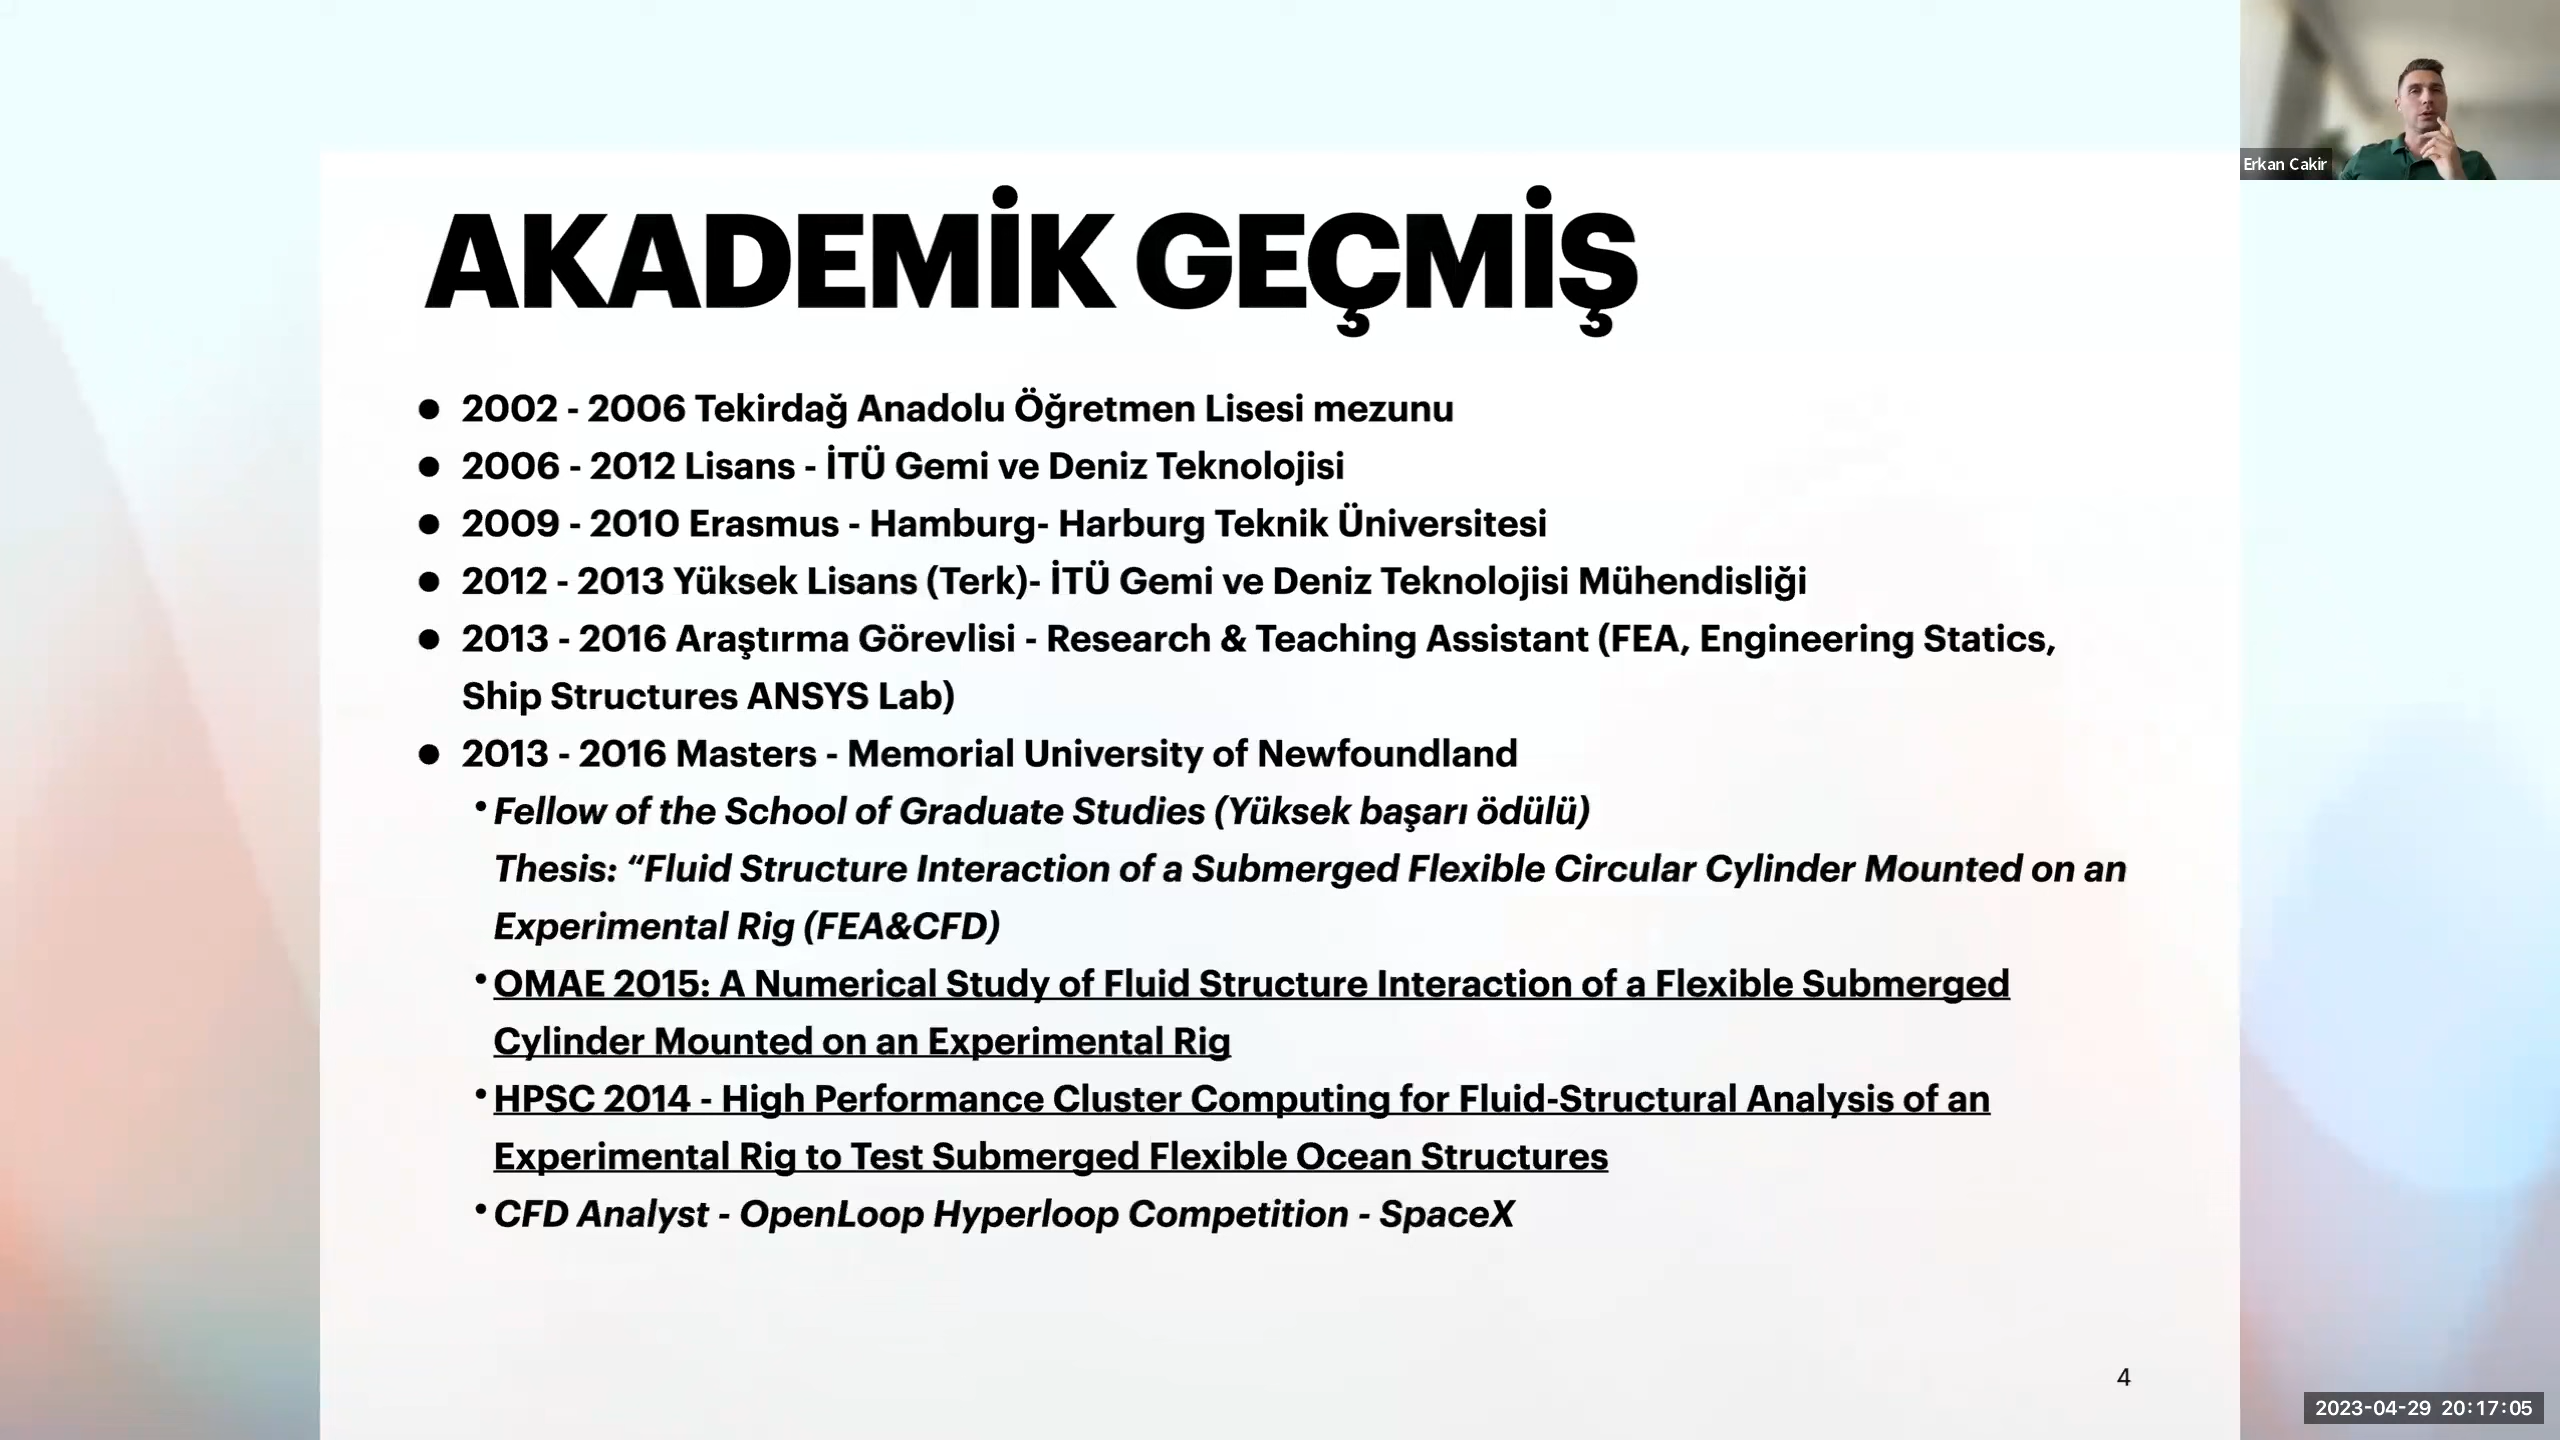 Erkan Cakir
AKADEMİK GEÇMİŞ
● 2002 - 2006 Tekirdağ Anadolu Öğretmen Lisesi mezunu
● 2006 - 2012 Lisans - İTÜ Gemi ve Deniz Teknolojisi
● 2009 - 2010 Erasmus - Hamburg- Harburg Teknik Üniversitesi
● 2012 - 2013 Yüksek Lisans (Terk)- İTÜ Gemi ve Deniz Teknolojisi Mühendisliği
● 2013 - 2016 Araştırma Görevlisi - Research & Teaching Assistant (FEA, Engineering Statics,
Ship Structures ANSYS Lab)
● 2013 - 2016 Masters - Memorial University of Newfoundland
• Fellow of the School of Graduate Studies (Yüksek başarı ödülü)
Thesis: “Fluid Structure Interaction of a Submerged Flexible Circular Cylinder Mounted on an
Experimental Rig (FEA&CFD)
• OMAE 2015: A Numerical Study of Fluid Structure Interaction of a Flexible Submerged
Cylinder Mounted on an Experimental Rig
• HPSC 2014 - High Performance Cluster Computing for Fluid-Structural Analysis of an
Experimental Rig to Test Submerged Flexible Ocean Structures
• CFD Analyst - OpenLoop Hyperloop Competition - SpaceX
4
2023-04-29 20:17:05